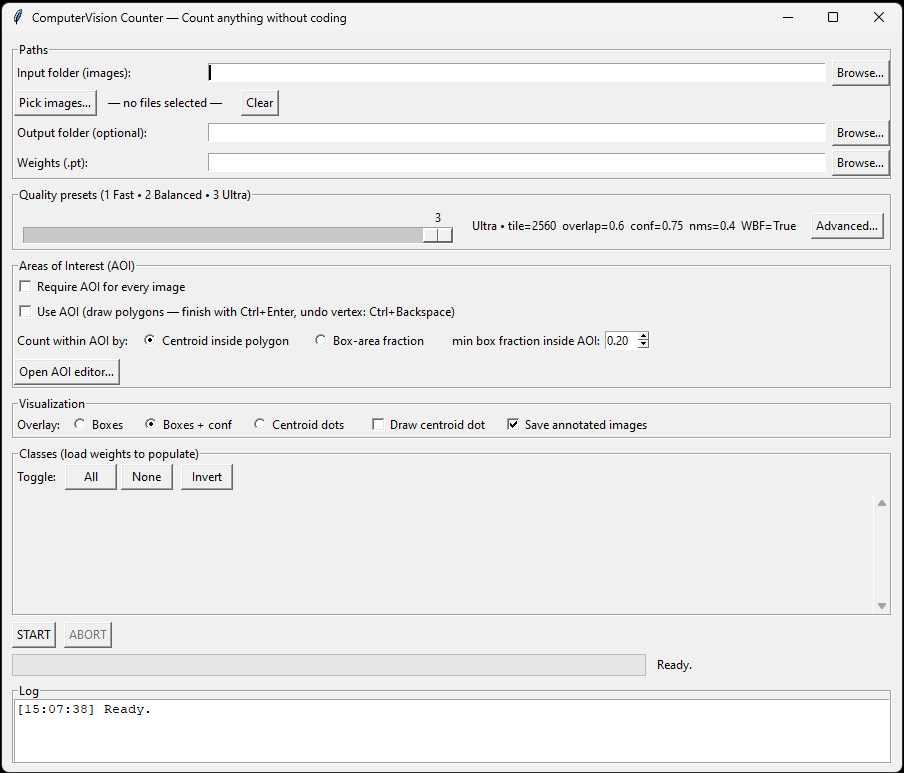 ComputerVision Counter — Count anything without coding
Paths
Input folder (images): Browse...
Pick images... — no files selected — Clear
Output folder (optional): Browse...
Weights (.pt): Browse...
Quality presets (1 Fast • 2 Balanced • 3 Ultra)
3
Ultra • tile=2560 overlap=0.6 conf=0.75 nms=0.4 WBF=True Advanced...
Areas of Interest (AOI)
Require AOI for every image
Use AOI (draw polygons — finish with Ctrl+Enter, undo vertex: Ctrl+Backspace)
Count within AOI by: Centroid inside polygon Box-area fraction min box fraction inside AOI: 0.20
Open AOI editor...
Visualization
Overlay: Boxes Boxes + conf Centroid dots Draw centroid dot Save annotated images
Classes (load weights to populate)
Toggle: All None Invert
START ABORT
Ready.
Log
[15:07:38] Ready.